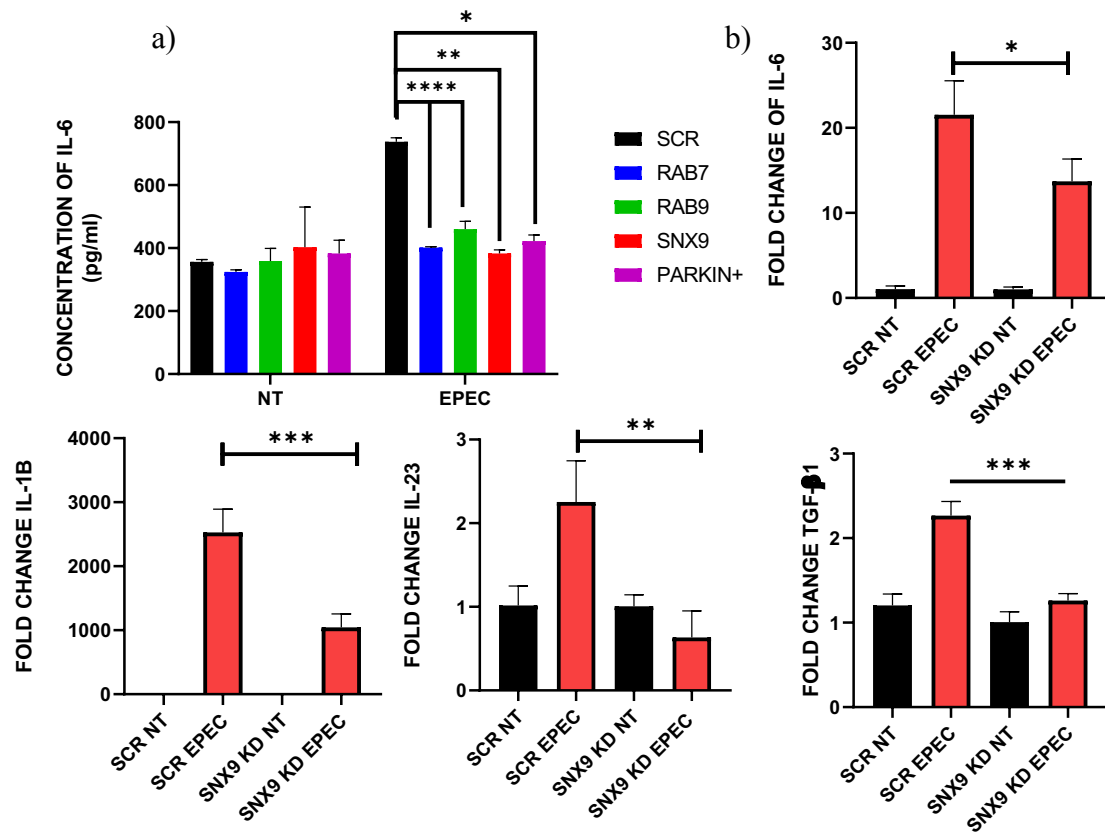 a)
CONCENTRATION OF IL-6
(pg/ml)
800
600
400
200
0
NT
EPEC
*
**
****
SCR
RAB7
RAB9
SNX9
PARKIN+
b)
FOLD CHANGE OF IL-6
30
20
10
0
*
SCR NT
SCR EPEC
SNX9 KD NT
SNX9 KD EPEC
FOLD CHANGE IL-1B
4000
3000
2000
1000
0
***
SCR NT
SCR EPEC
SNX9 KD NT
SNX9 KD EPEC
FOLD CHANGE IL-23
3
2
1
0
**
SCR NT
SCR EPEC
SNX9 KD NT
SNX9 KD EPEC
FOLD CHANGE TGF-β1
3
2
1
0
***
SCR NT
SCR EPEC
SNX9 KD NT
SNX9 KD EPEC